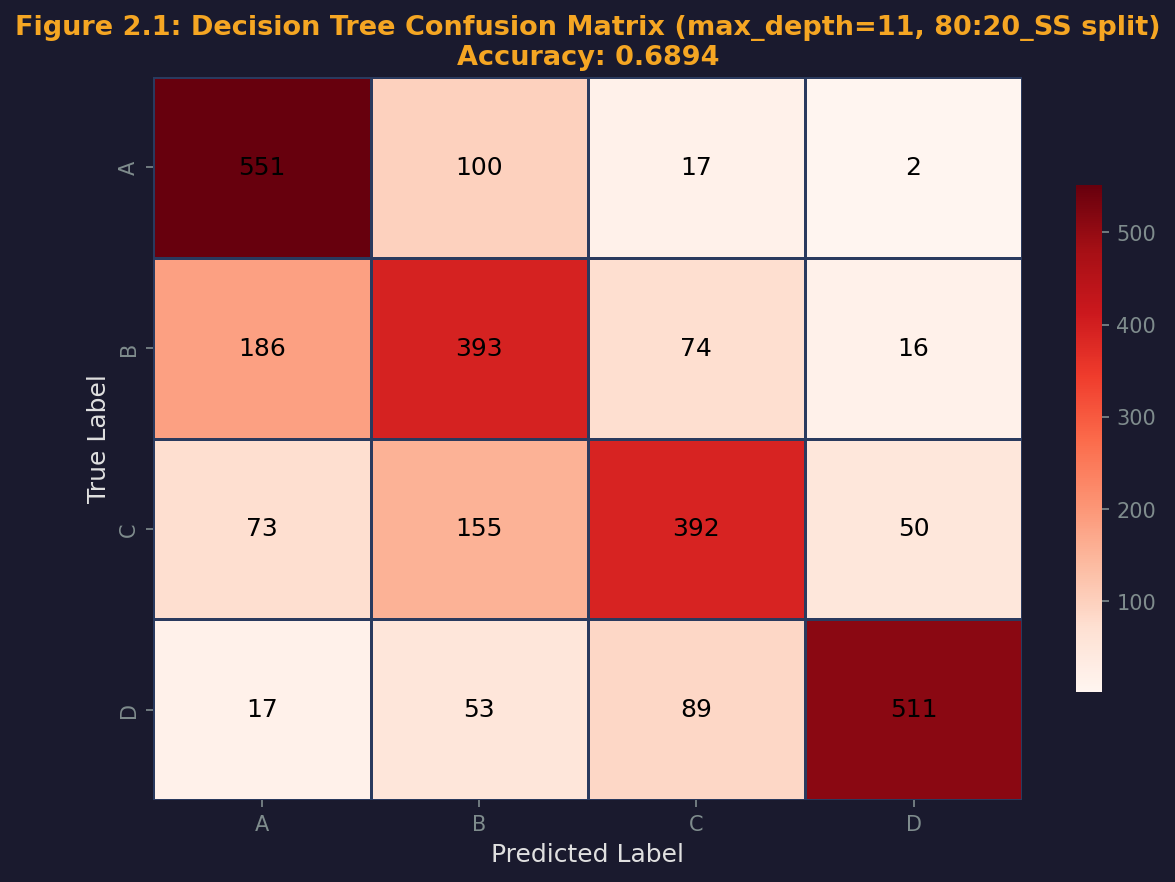 Figure 2.1: Decision Tree Confusion Matrix (max_depth=11, 80:20_SS split)
Accuracy: 0.6894
True Label
A
551 100 17 2
B
186 393 74 16
C
73 155 392 50
D
17 53 89 511
A B C D
Predicted Label
500
400
300
200
100